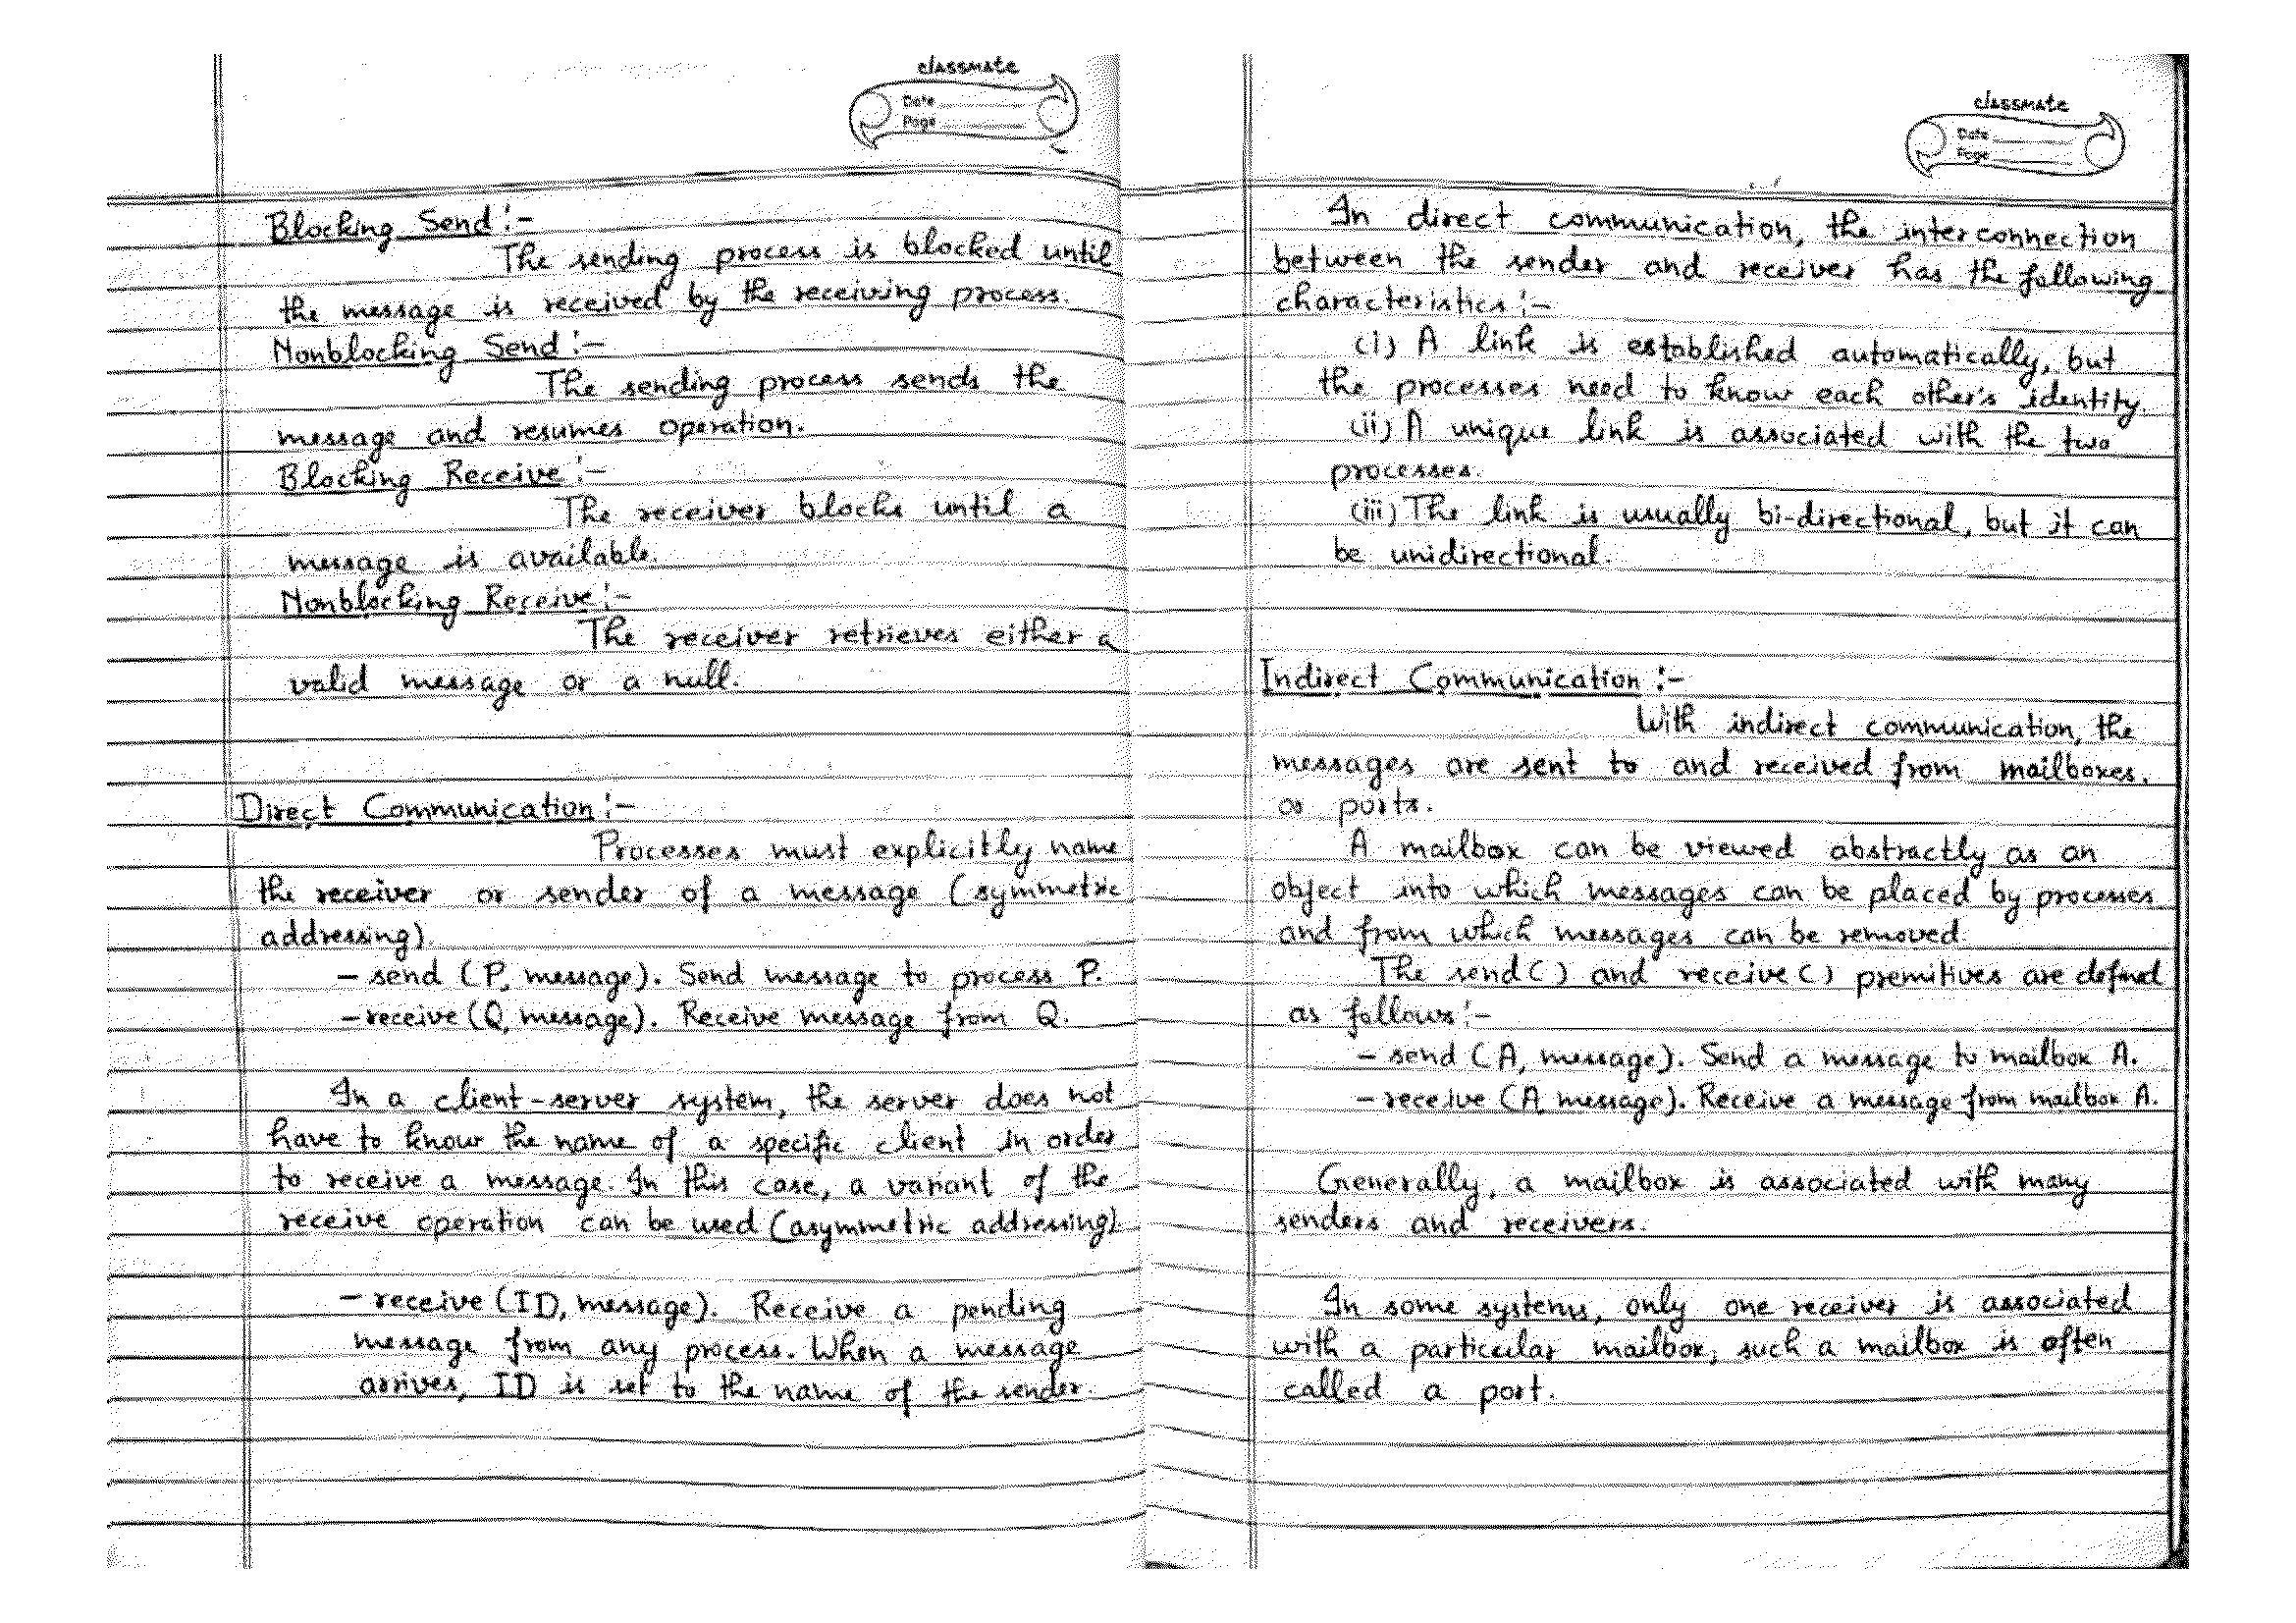 classmate
Date
Page
Blocking Send :-
The sending process is blocked until
the message is received by the receiving process.
Nonblocking Send :-
The sending process sends the
message and resumes operation.
Blocking Receive :-
The receiver blocks until a
message is available.
Nonblocking Receive :-
The receiver retrieves either a
valid message or a null.
Direct Communication :-
Processes must explicitly name
the receiver or sender of a message (symmetric
addressing).
- send (P, message). Send message to process P.
- receive (Q, message). Receive message from Q.
In a client-server system, the server does not
have to know the name of a specific client in order
to receive a message. In this case, a variant of the
receive operation can be used (asymmetric addressing)
- receive (ID, message). Receive a pending
message from any process. When a message
arrives, ID is set to the name of the sender.
classmate
Date
Page
In direct communication, the interconnection
between the sender and receiver has the following
characteristics :-
(i) A link is established automatically, but
the processes need to know each other's identity.
(ii) A unique link is associated with the two
processes.
(iii) The link is usually bi-directional, but it can
be unidirectional.
Indirect Communication :-
With indirect communication, the
messages are sent to and received from mailboxes,
or ports.
A mailbox can be viewed abstractly as an
object into which messages can be placed by processes
and from which messages can be removed.
The send( ) and receive( ) premitives are defined
as follows :-
- send (A, message). Send a message to mailbox A.
- receive (A, message). Receive a message from mailbox A.
Generally, a mailbox is associated with many
senders and receivers.
In some systems, only one receiver is associated
with a particular mailbox, such a mailbox is often
called a port.